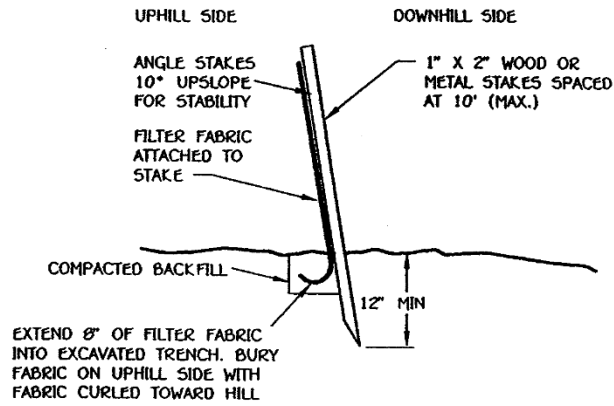 UPHILL SIDE
DOWNHILL SIDE
ANGLE STAKES
10° UPSLOPE
FOR STABILITY
1" X 2" WOOD OR
METAL STAKES SPACED
AT 10' (MAX.)
FILTER FABRIC
ATTACHED TO
STAKE
COMPACTED BACKFILL
12" MIN
EXTEND 8" OF FILTER FABRIC
INTO EXCAVATED TRENCH. BURY
FABRIC ON UPHILL SIDE WITH
FABRIC CURLED TOWARD HILL